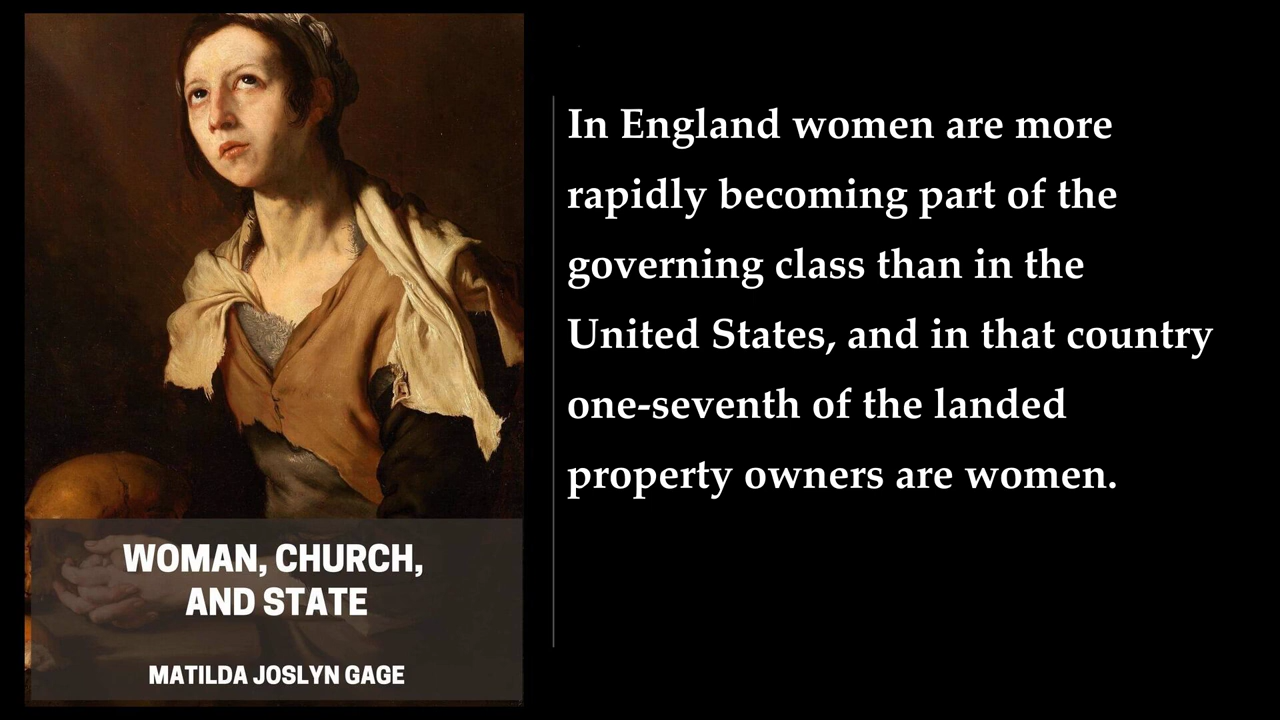 In England women are more
rapidly becoming part of the
governing class than in the
United States, and in that country
one-seventh of the landed
property owners are women.
WOMAN, CHURCH,
AND STATE
MATILDA JOSLYN GAGE